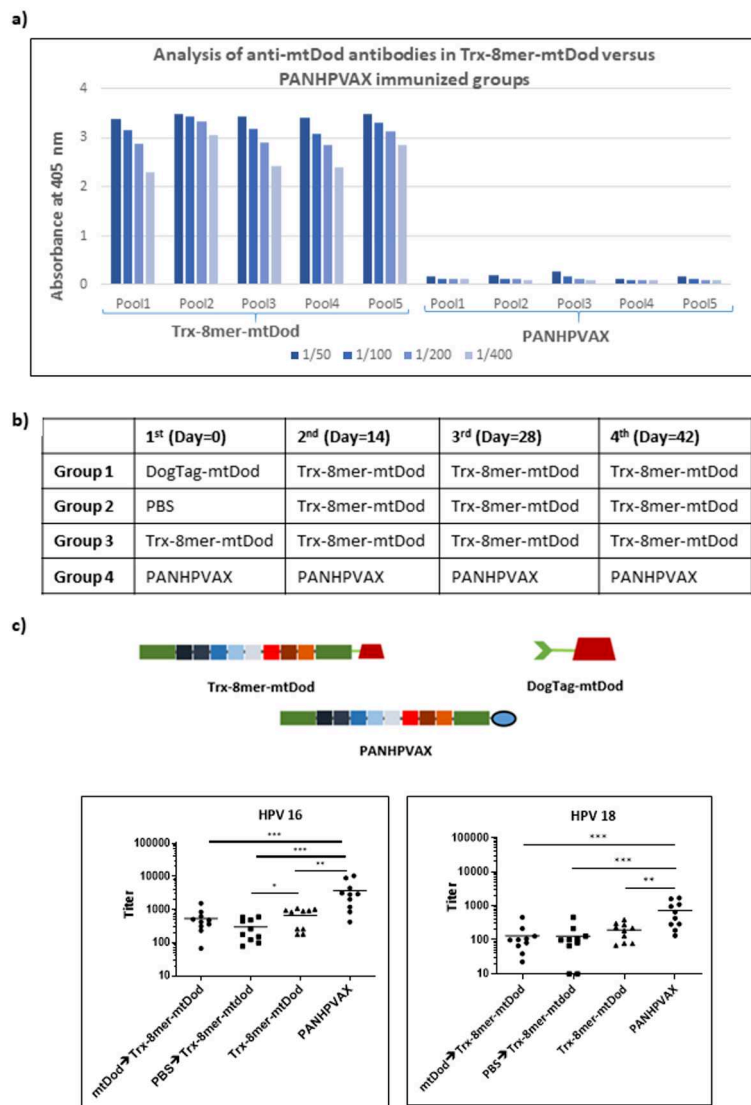 a)
Analysis of anti-mtDod antibodies in Trx-8mer-mtDod versus
PANHPVAX immunized groups
Absorbance at 405 nm
4
3
2
1
0
Pool1 Pool2 Pool3 Pool4 Pool5 Pool1 Pool2 Pool3 Pool4 Pool5
Trx-8mer-mtDod PANHPVAX
1/50 1/100 1/200 1/400
b)
1st (Day=0) 2nd (Day=14) 3rd (Day=28) 4th (Day=42)
Group 1 DogTag-mtDod Trx-8mer-mtDod Trx-8mer-mtDod Trx-8mer-mtDod
Group 2 PBS Trx-8mer-mtDod Trx-8mer-mtDod Trx-8mer-mtDod
Group 3 Trx-8mer-mtDod Trx-8mer-mtDod Trx-8mer-mtDod Trx-8mer-mtDod
Group 4 PANHPVAX PANHPVAX PANHPVAX PANHPVAX
c)
Trx-8mer-mtDod DogTag-mtDod
PANHPVAX
HPV 16
Titer
100000
10000
1000
100
10
***
***
**
*
mtDod➔Trx-8mer-mtDod
PBS➔Trx-8mer-mtdod
Trx-8mer-mtDod
PANHPVAX
HPV 18
Titer
100000
10000
1000
100
10
***
***
**
mtDod➔Trx-8mer-mtDod
PBS➔Trx-8mer-mtdod
Trx-8mer-mtDod
PANHPVAX